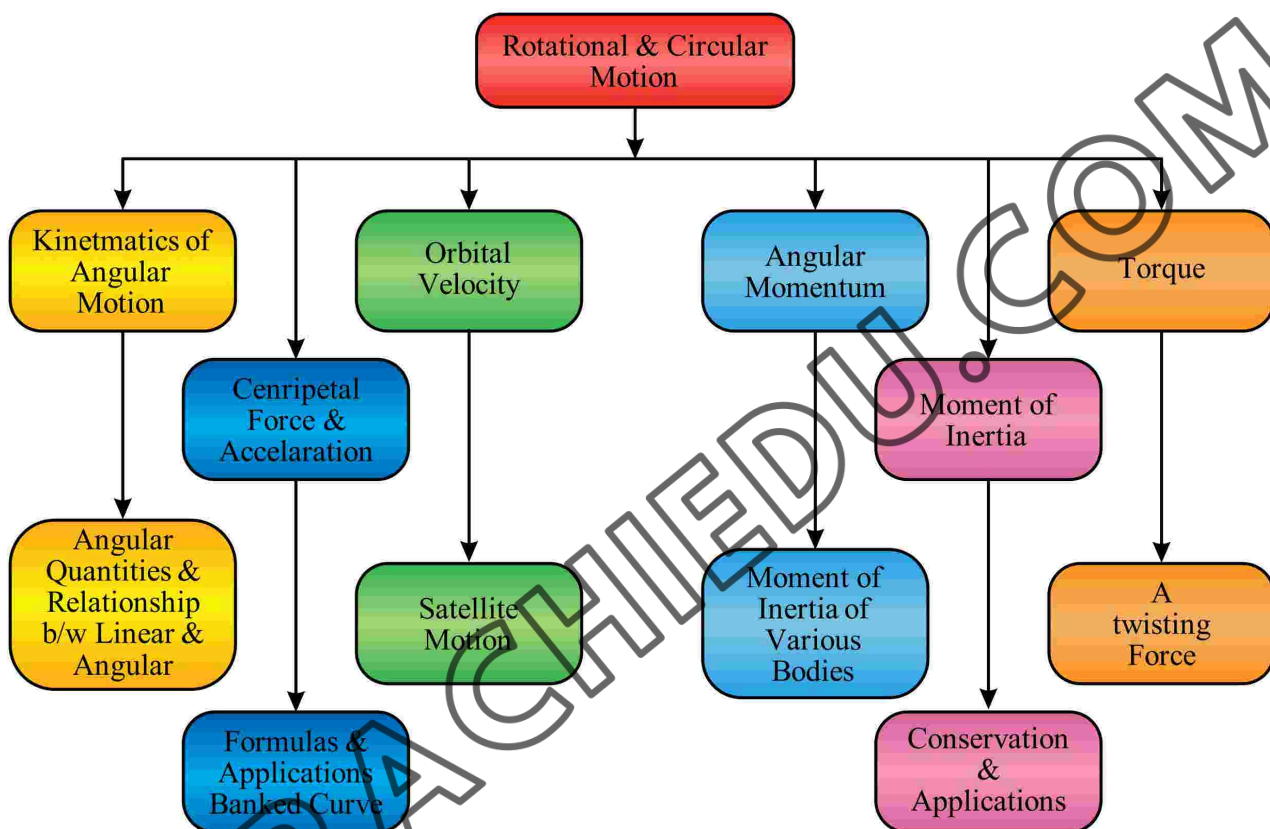 Rotational & Circular
Motion
Kinetmatics of
Angular
Motion
Orbital
Velocity
Angular
Momentum
Torque
Cenripetal
Force &
Accelaration
Moment of
Inertia
Angular
Quantities &
Relationship
b/w Linear &
Angular
Satellite
Motion
Moment of
Inertia of
Various
Bodies
A
twisting
Force
Formulas &
Applications
Banked Curve
Conservation
&
Applications
ACHIEDU.COM